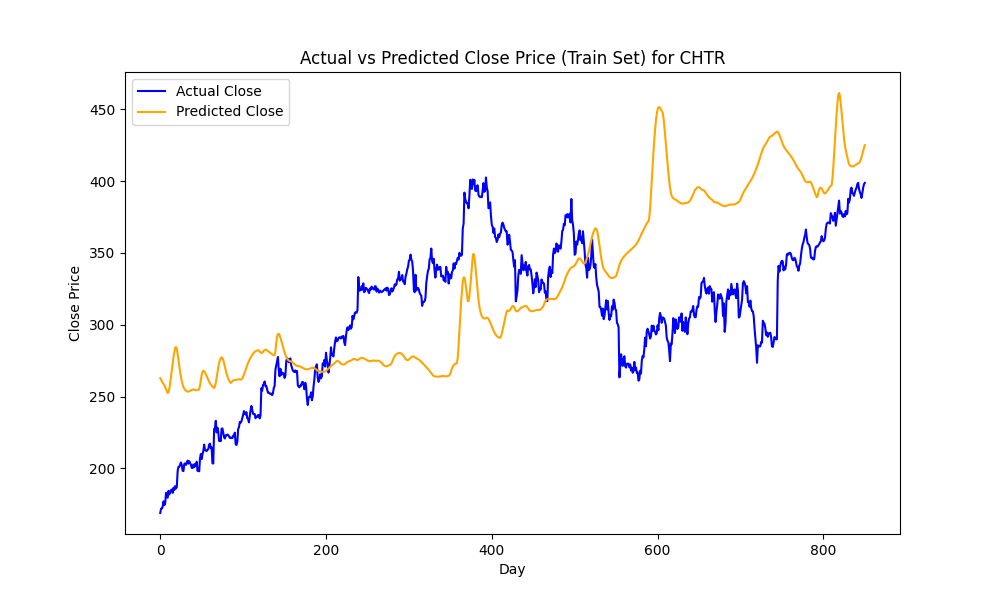 Actual vs Predicted Close Price (Train Set) for CHTR
Actual Close
Predicted Close
Close Price
450
400
350
300
250
200
0 200 400 600 800
Day